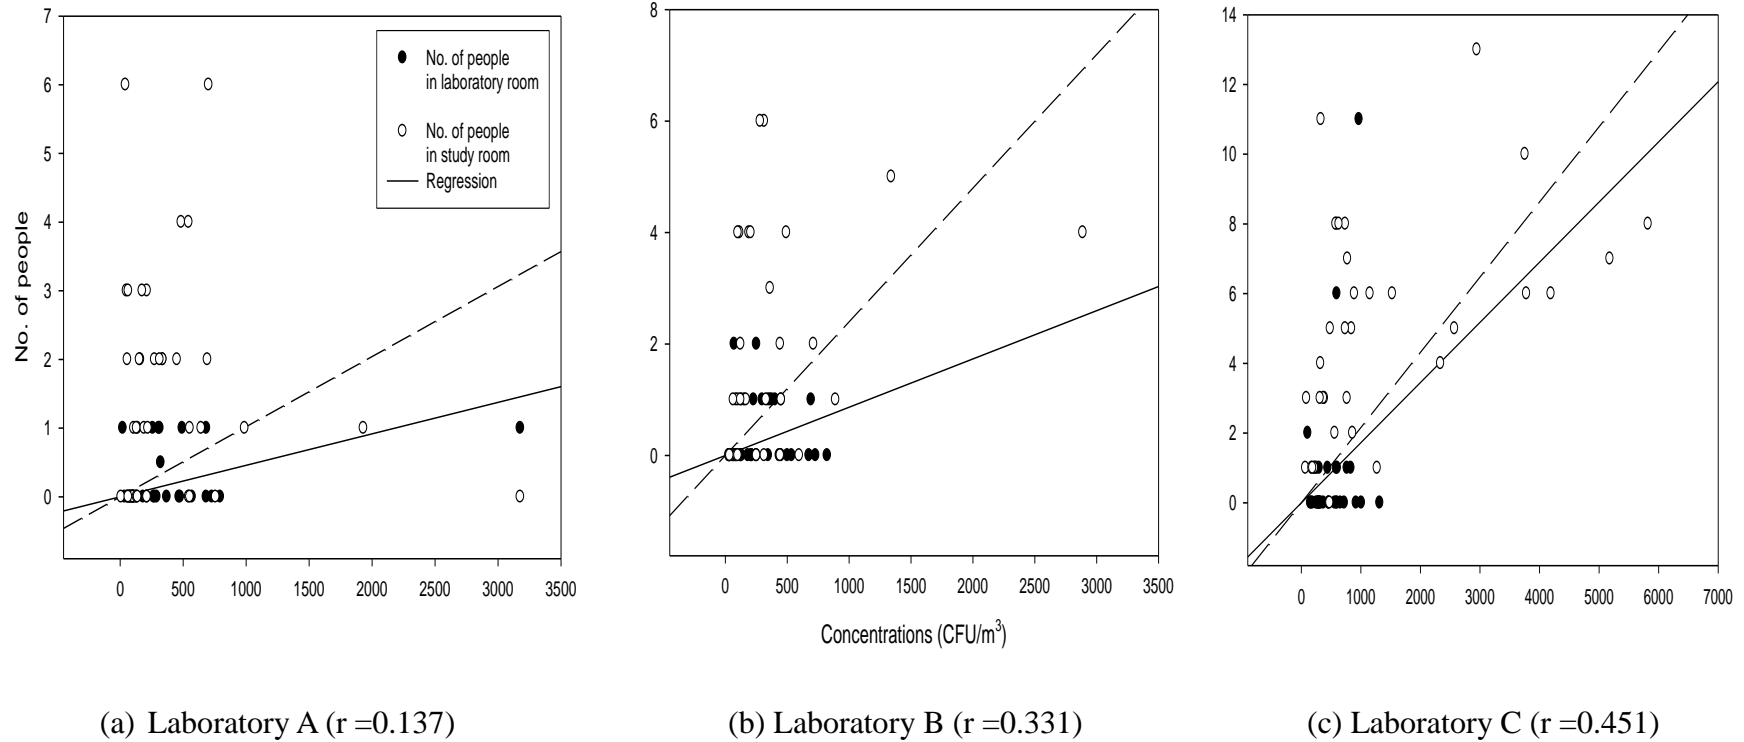 7
6
5
4
3
2
1
0
No. of people
No. of people
in laboratory room
No. of people
in study room
Regression
0 500 1000 1500 2000 2500 3000 3500
8
6
4
2
0
0 500 1000 1500 2000 2500 3000 3500
Concentrations (CFU/m³)
14
12
10
8
6
4
2
0
0 1000 2000 3000 4000 5000 6000 7000
(a) Laboratory A (r =0.137)
(b) Laboratory B (r =0.331)
(c) Laboratory C (r =0.451)